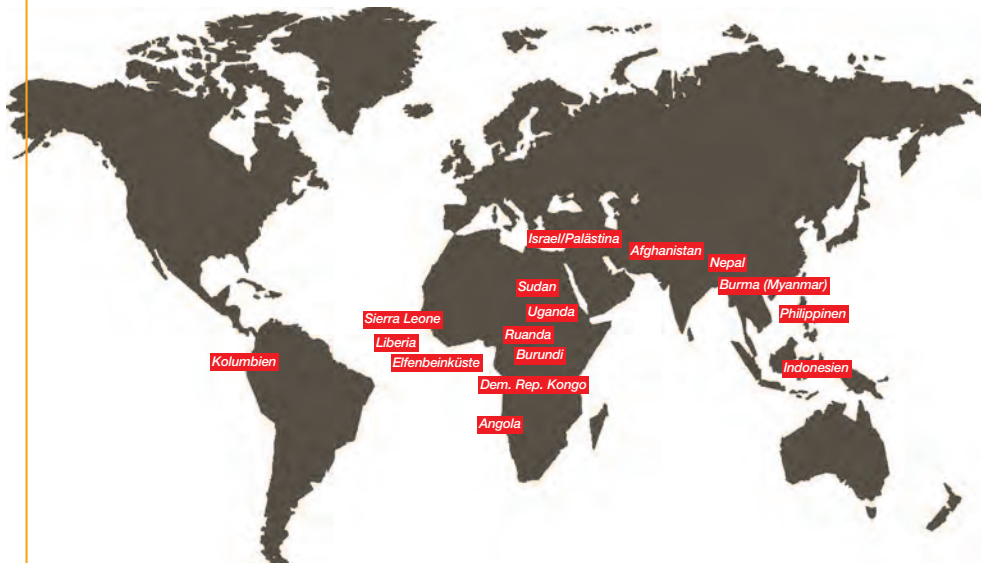 Israel/Palästina
Afghanistan
Nepal
Burma (Myanmar)
Sudan
Uganda
Philippinen
Sierra Leone
Ruanda
Liberia
Burundi
Kolumbien
Elfenbeinküste
Indonesien
Dem. Rep. Kongo
Angola